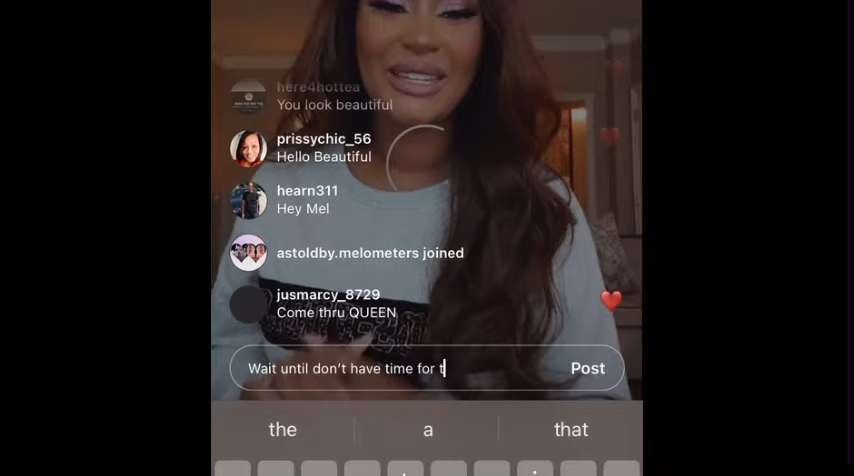 here4hottea
You look beautiful
prissychic_56
Hello Beautiful
hearn311
Hey Mel
astoldby.melometers joined
jusmarcy_8729
Come thru QUEEN
Wait until don't have time for t
Post
the a that